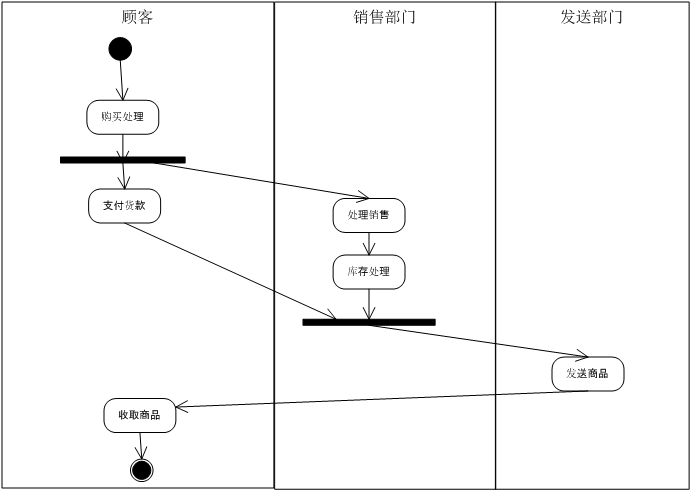 顾客
销售部门
发送部门
购买处理
支付货款
处理销售
库存处理
发送商品
收取商品